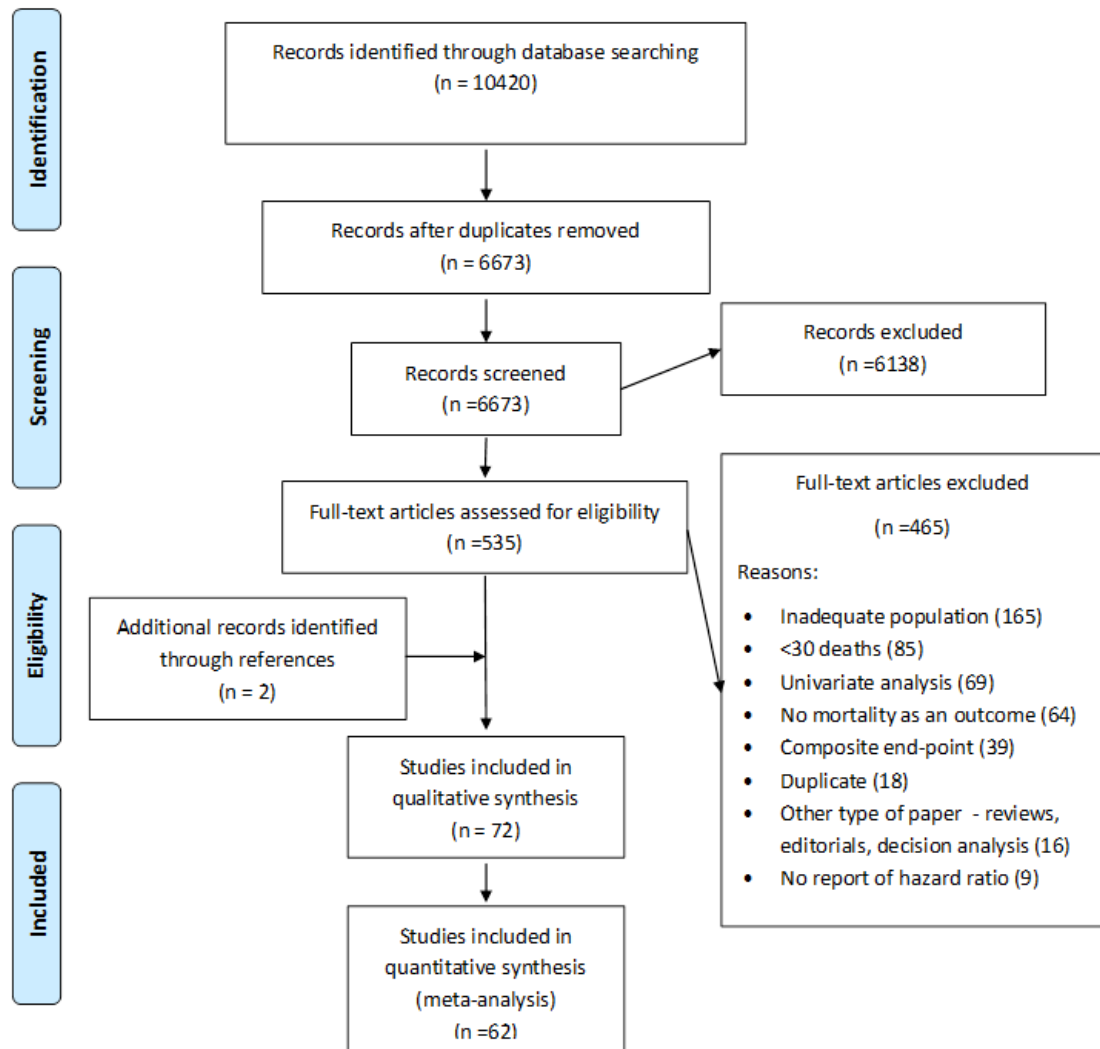 Identification
Records identified through database searching
(n = 10420)
Records after duplicates removed
(n = 6673)
Screening
Records screened
(n =6673)
Records excluded
(n =6138)
Full-text articles assessed for eligibility
(n =535)
Full-text articles excluded
(n =465)
Reasons:
• Inadequate population (165)
• <30 deaths (85)
• Univariate analysis (69)
• No mortality as an outcome (64)
• Composite end-point (39)
• Duplicate (18)
• Other type of paper - reviews,
editorials, decision analysis (16)
• No report of hazard ratio (9)
Eligibility
Additional records identified
through references
(n = 2)
Studies included in
qualitative synthesis
(n = 72)
Included
Studies included in
quantitative synthesis
(meta-analysis)
(n =62)